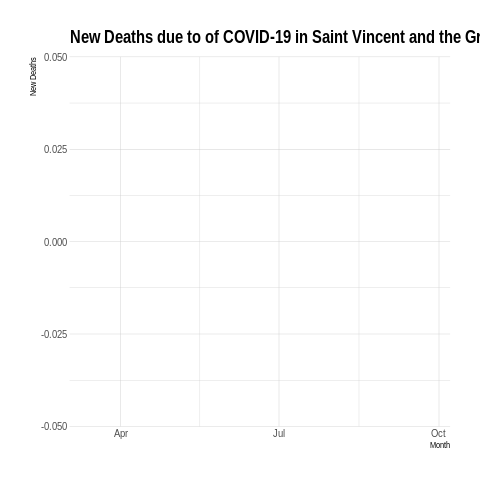 New Deaths due to of COVID-19 in Saint Vincent and the Gr
New Deaths
0.050
0.025
0.000
-0.025
-0.050
Apr
Jul
Oct
Month